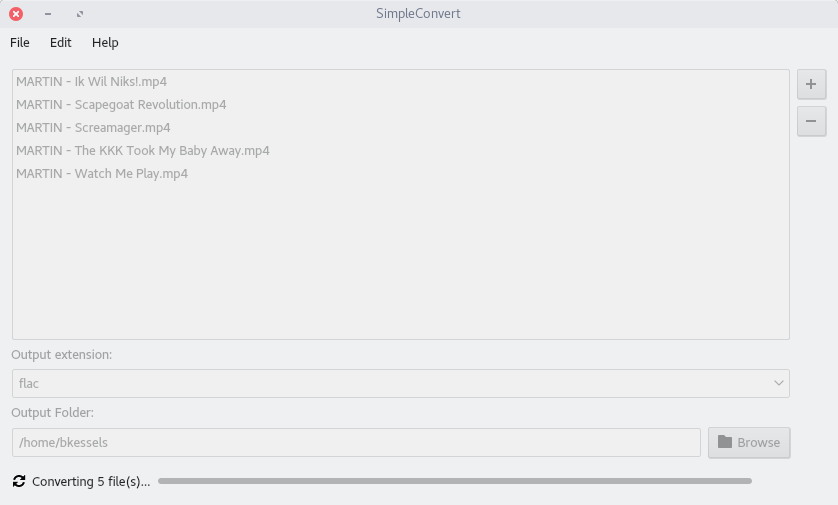 SimpleConvert
File Edit Help
MARTIN - Ik Wil Niks!.mp4
MARTIN - Scapegoat Revolution.mp4
MARTIN - Screamager.mp4
MARTIN - The KKK Took My Baby Away.mp4
MARTIN - Watch Me Play.mp4
Output extension:
flac
Output Folder:
/home/bkessels
Browse
Converting 5 file(s)...